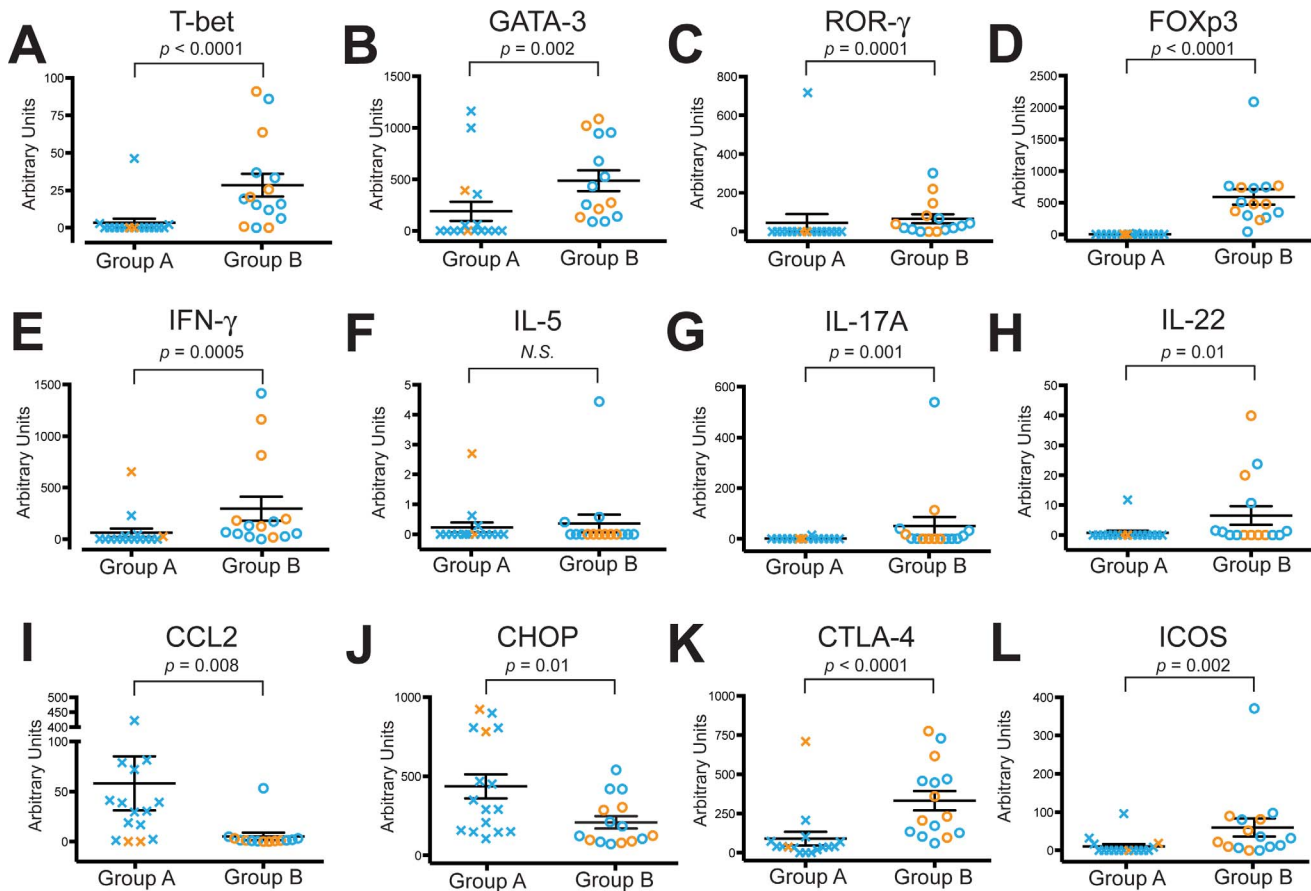 A
T-bet
p < 0.0001
Arbitrary Units
100
75
50
25
0
Group A Group B
B
GATA-3
p = 0.002
Arbitrary Units
1500
1000
500
0
Group A Group B
C
ROR-γ
p = 0.0001
Arbitrary Units
800
600
400
200
0
Group A Group B
D
FOXp3
p < 0.0001
Arbitrary Units
2500
2000
1500
1000
500
0
Group A Group B
E
IFN-γ
p = 0.0005
Arbitrary Units
1500
1000
500
0
Group A Group B
F
IL-5
N.S.
Arbitrary Units
5
4
3
2
1
0
Group A Group B
G
IL-17A
p = 0.001
Arbitrary Units
600
400
200
0
Group A Group B
H
IL-22
p = 0.01
Arbitrary Units
50
40
30
20
10
0
Group A Group B
I
CCL2
p = 0.008
Arbitrary Units
500
450
400
100
50
0
Group A Group B
J
CHOP
p = 0.01
Arbitrary Units
1000
500
0
Group A Group B
K
CTLA-4
p < 0.0001
Arbitrary Units
1000
750
500
250
0
Group A Group B
L
ICOS
p = 0.002
Arbitrary Units
400
300
200
100
0
Group A Group B